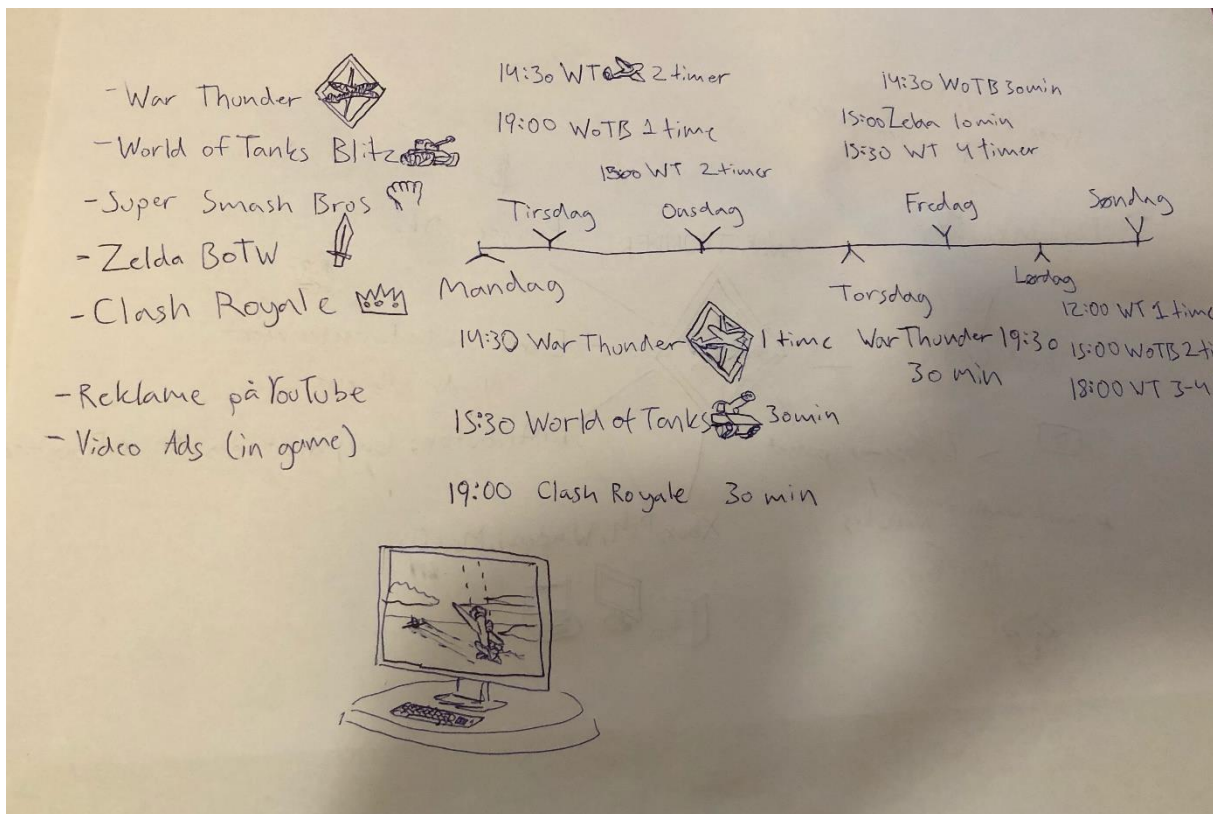 - War Thunder
- World of Tanks Blitz
- Super Smash Bros
- Zelda BoTW
- Clash Royale
- Reklame på YouTube
- Video Ads (in game)
14:30 WT 2 timer
19:00 WoTB 1 time
WT 2 timer
14:30 WoTB 30min
15:00 Zelda 10min
15:30 WT 4 timer
Tirsdag
Onsdag
Fredag
Søndag
Mandag
Torsdag
Lørdag
14:30 War Thunder 1 time
15:30 World of Tanks 30min
19:00 Clash Royale 30 min
War Thunder 19:30
30 min
12:00 WT 1 time
15:00 WoTB 2 ti
18:00 WT 3-4